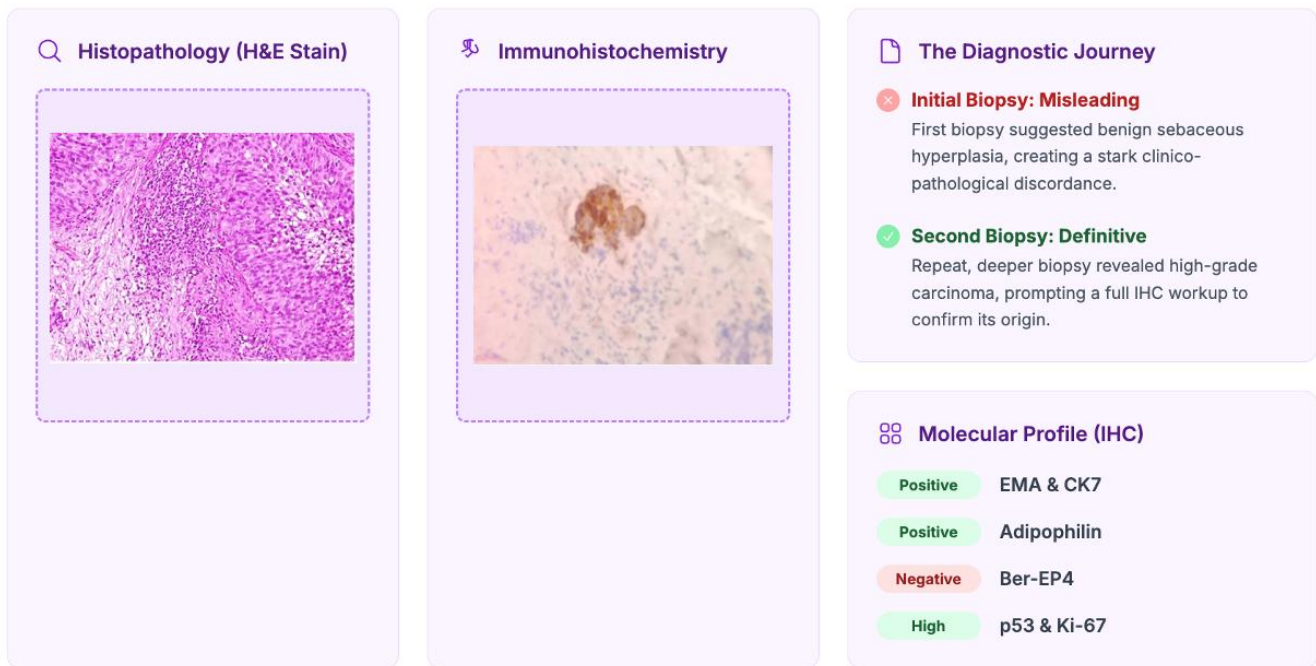 Histopathology (H&E Stain)
Immunohistochemistry
The Diagnostic Journey
Initial Biopsy: Misleading
First biopsy suggested benign sebaceous
hyperplasia, creating a stark clinico-
pathological discordance.
Second Biopsy: Definitive
Repeat, deeper biopsy revealed high-grade
carcinoma, prompting a full IHC workup to
confirm its origin.
Molecular Profile (IHC)
Positive EMA & CK7
Positive Adipophilin
Negative Ber-EP4
High p53 & Ki-67